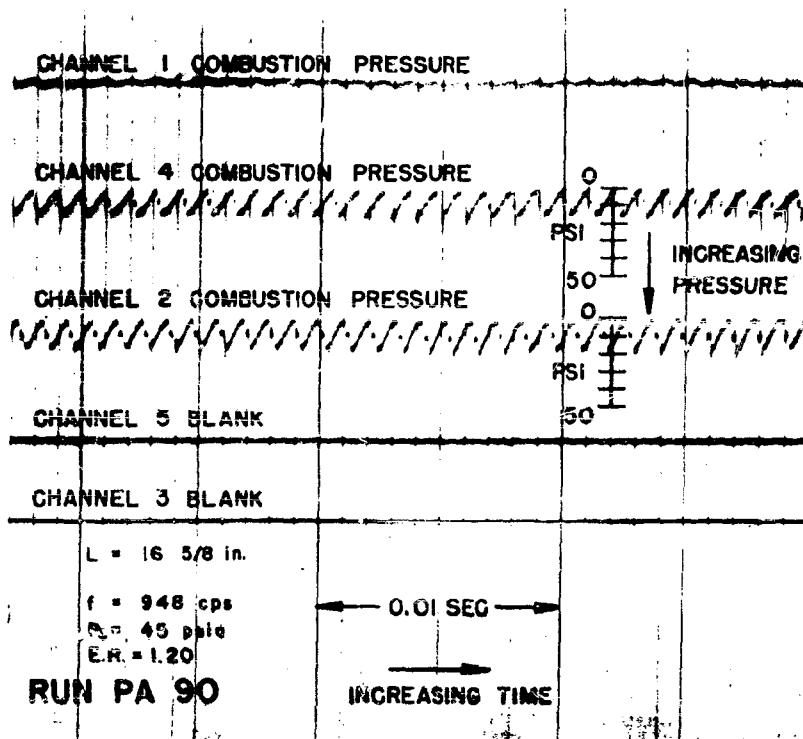 CHANNEL 1 COMBUSTION PRESSURE
CHANNEL 4 COMBUSTION PRESSURE
0
PSI
50
INCREASING
PRESSURE
CHANNEL 2 COMBUSTION PRESSURE
0
PSI
50
CHANNEL 5 BLANK
CHANNEL 3 BLANK
L = 16 5/8 in.
f = 948 cps
= 45 psia
E.R. = 1.20
0.01 SEC
RUN PA 90
INCREASING TIME